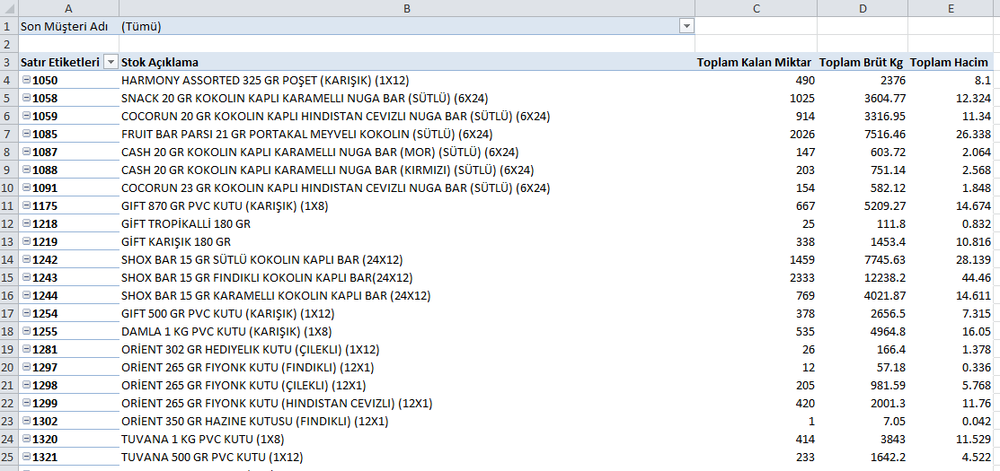 A B C D E
1 Son Müşteri Adı (Tümü)
2
3 Satır Etiketleri Stok Açıklama Toplam Kalan Miktar Toplam Brüt Kg Toplam Hacim
4 1050 HARMONY ASSORTED 325 GR POŞET (KARIŞIK) (1X12) 490 2376 8.1
5 1058 SNACK 20 GR KOKOLIN KAPLI KARAMELLI NUGA BAR (SÜTLÜ) (6X24) 1025 3604.77 12.324
6 1059 COCORUN 20 GR KOKOLIN KAPLI HINDISTAN CEVIZLI NUGA BAR (SÜTLÜ) (6X24) 914 3316.95 11.34
7 1085 FRUIT BAR PARSI 21 GR PORTAKAL MEYVELI KOKOLIN (SÜTLÜ) (6X24) 2026 7516.46 26.338
8 1087 CASH 20 GR KOKOLIN KAPLI KARAMELLI NUGA BAR (MOR) (SÜTLÜ) (6X24) 147 603.72 2.064
9 1088 CASH 20 GR KOKOLIN KAPLI KARAMELLI NUGA BAR (KIRMIZI) (SÜTLÜ) (6X24) 203 751.14 2.568
10 1091 COCORUN 23 GR KOKOLIN KAPLI HINDISTAN CEVIZLI NUGA BAR (SÜTLÜ) (6X24) 154 582.12 1.848
11 1175 GIFT 870 GR PVC KUTU (KARIŞIK) (1X8) 667 5209.27 14.674
12 1218 GİFT TROPİKALLİ 180 GR 25 111.8 0.832
13 1219 GİFT KARIŞIK 180 GR 338 1453.4 10.816
14 1242 SHOX BAR 15 GR SÜTLÜ KOKOLIN KAPLI BAR (24X12) 1459 7745.63 28.139
15 1243 SHOX BAR 15 GR FINDIKLI KOKOLIN KAPLI BAR(24X12) 2333 12238.2 44.46
16 1244 SHOX BAR 15 GR KARAMELLI KOKOLIN KAPLI BAR (24X12) 769 4021.87 14.611
17 1254 GIFT 500 GR PVC KUTU (KARIŞIK) (1X12) 378 2656.5 7.315
18 1255 DAMLA 1 KG PVC KUTU (KARIŞIK) (1X8) 535 4964.8 16.05
19 1281 ORİENT 302 GR HEDIYELIK KUTU (ÇILEKLI) (1X12) 26 166.4 1.378
20 1297 ORİENT 265 GR FIYONK KUTU (FINDIKLI) (12X1) 12 57.18 0.336
21 1298 ORİENT 265 GR FIYONK KUTU (ÇILEKLI) (12X1) 205 981.59 5.768
22 1299 ORİENT 265 GR FIYONK KUTU (HINDISTAN CEVIZLI) (12X1) 420 2001.3 11.76
23 1302 ORİENT 350 GR HAZINE KUTUSU (FINDIKLI) (12X1) 1 7.05 0.042
24 1320 TUVANA 1 KG PVC KUTU (1X8) 414 3843 11.529
25 1321 TUVANA 500 GR PVC KUTU (1X12) 233 1642.2 4.522